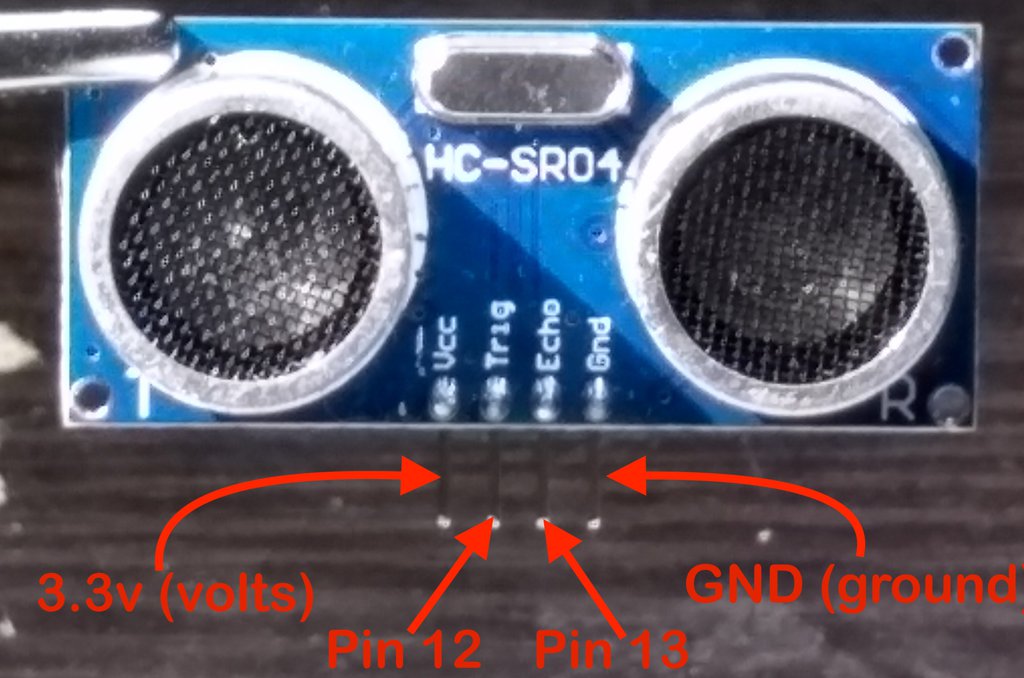 HC-SR04
Vcc
Trig
Echo
Gnd
T
R
3.3v (volts)
GND (ground)
Pin 12
Pin 13